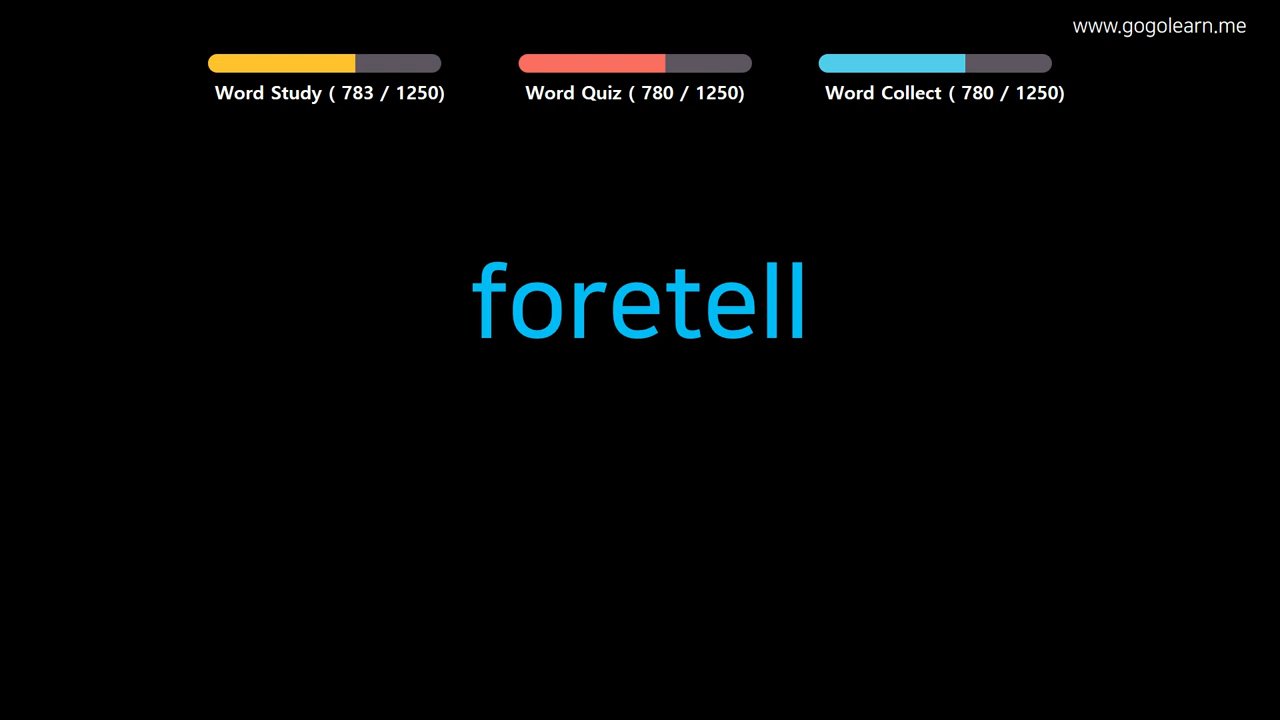 www.gogolearn.me
Word Study ( 783 / 1250)
Word Quiz ( 780 / 1250)
Word Collect ( 780 / 1250)
foretell